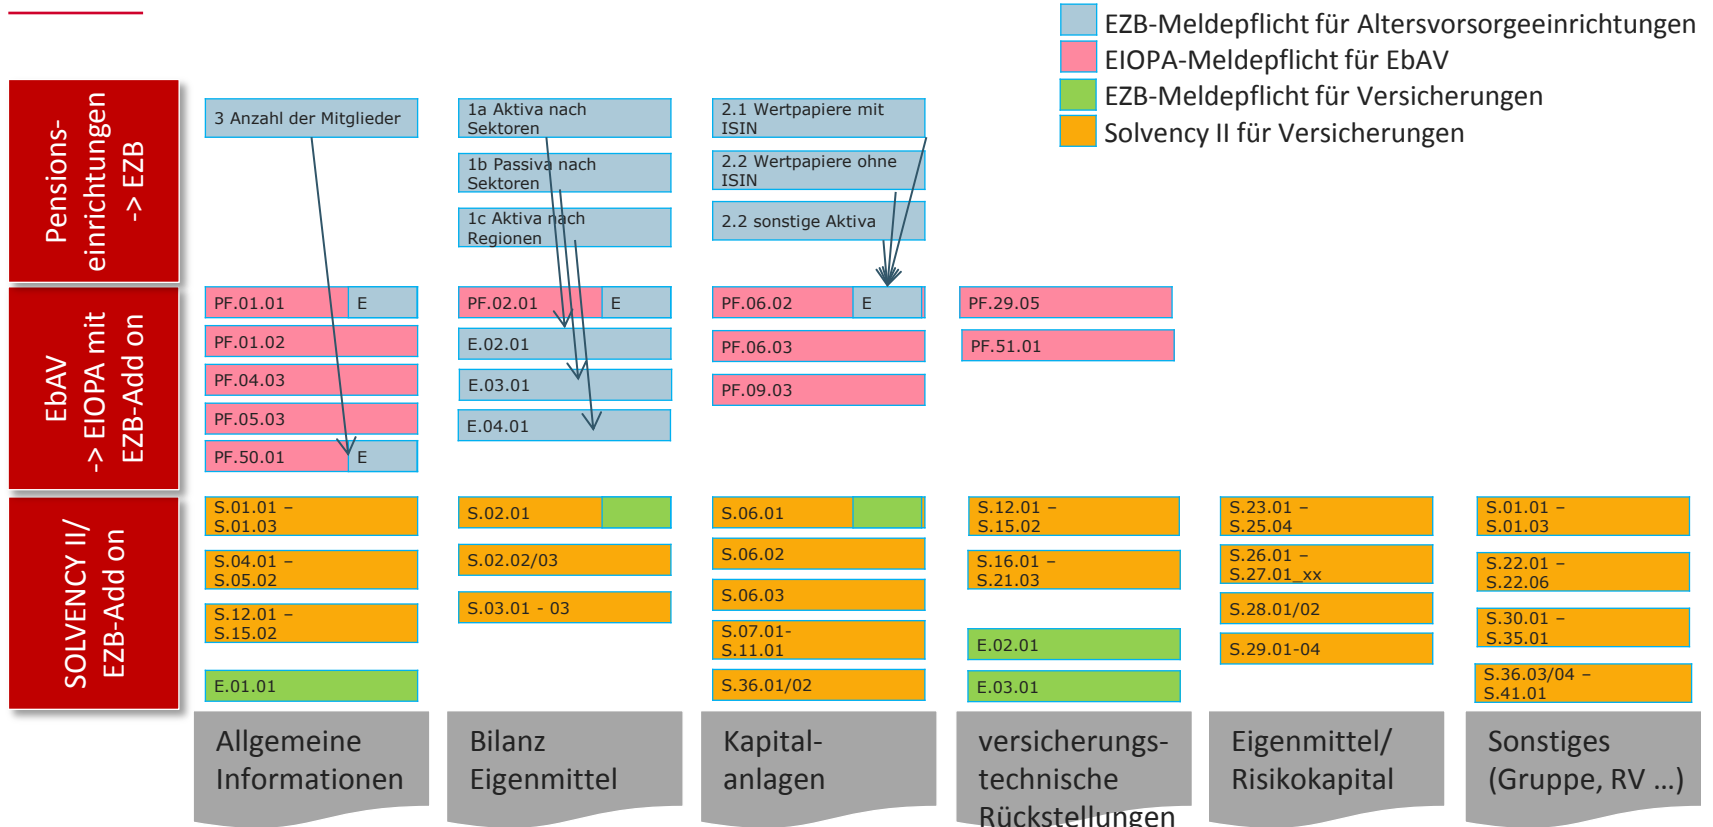 EZB-Meldepflicht für Altersvorsorgeeinrichtungen
EIOPA-Meldepflicht für EbAV
EZB-Meldepflicht für Versicherungen
Solvency II für Versicherungen
Pensions-
einrichtungen
-> EZB
3 Anzahl der Mitglieder
1a Aktiva nach
Sektoren
1b Passiva nach
Sektoren
1c Aktiva nach
Regionen
2.1 Wertpapiere mit
ISIN
2.2 Wertpapiere ohne
ISIN
2.2 sonstige Aktiva
EbAV
-> EIOPA mit
EZB-Add on
PF.01.01
E
PF.01.02
PF.04.03
PF.05.03
PF.50.01
E
PF.02.01
E
E.02.01
E.03.01
E.04.01
PF.06.02
E
PF.06.03
PF.09.03
PF.29.05
PF.51.01
SOLVENCY II/
EZB-Add on
S.01.01 –
S.01.03
S.04.01 –
S.05.02
S.12.01 –
S.15.02
E.01.01
S.02.01
S.02.02/03
S.03.01 - 03
S.06.01
S.06.02
S.06.03
S.07.01-
S.11.01
S.36.01/02
S.12.01 –
S.15.02
S.16.01 –
S.21.03
E.02.01
E.03.01
S.23.01 –
S.25.04
S.26.01 –
S.27.01_xx
S.28.01/02
S.29.01-04
S.01.01 –
S.01.03
S.22.01 –
S.22.06
S.30.01 –
S.35.01
S.36.03/04 –
S.41.01
Allgemeine
Informationen
Bilanz
Eigenmittel
Kapital-
anlagen
versicherungs-
technische
Rückstellungen
Eigenmittel/
Risikokapital
Sonstiges
(Gruppe, RV ...)